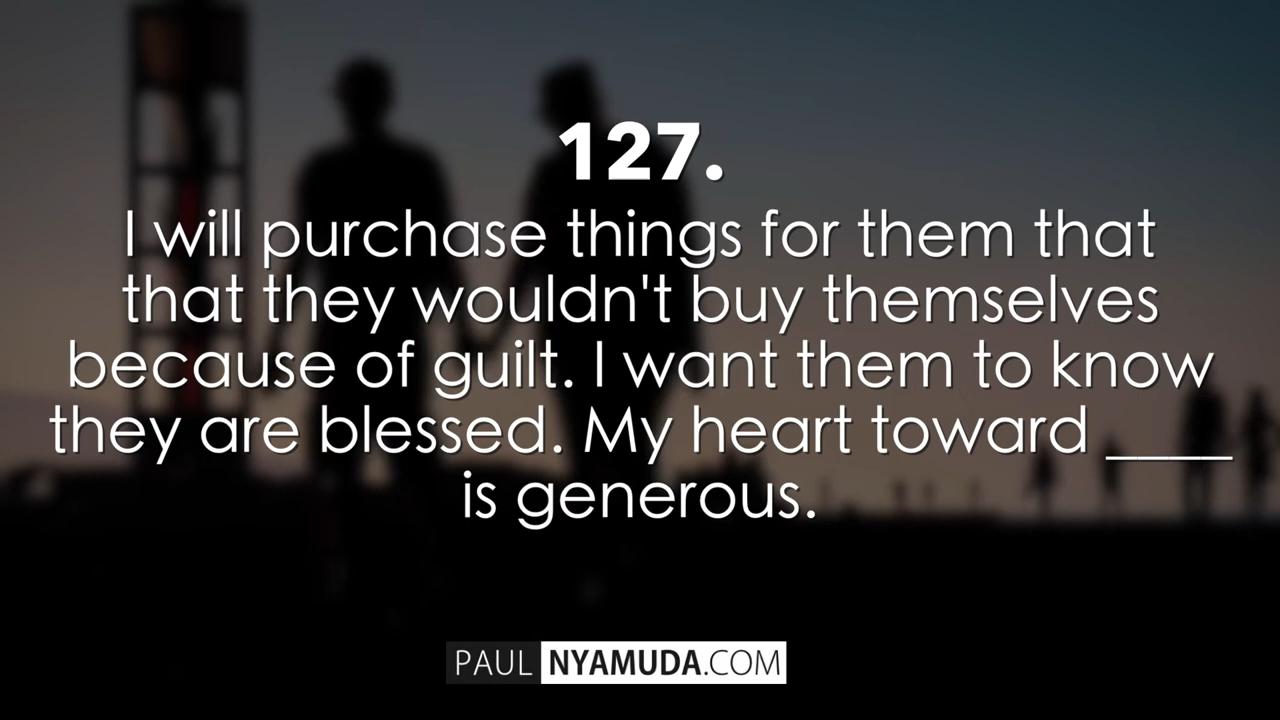 127.
I will purchase things for them that
that they wouldn't buy themselves
because of guilt. I want them to know
they are blessed. My heart toward ____
is generous.
PAUL NYAMUDA.COM